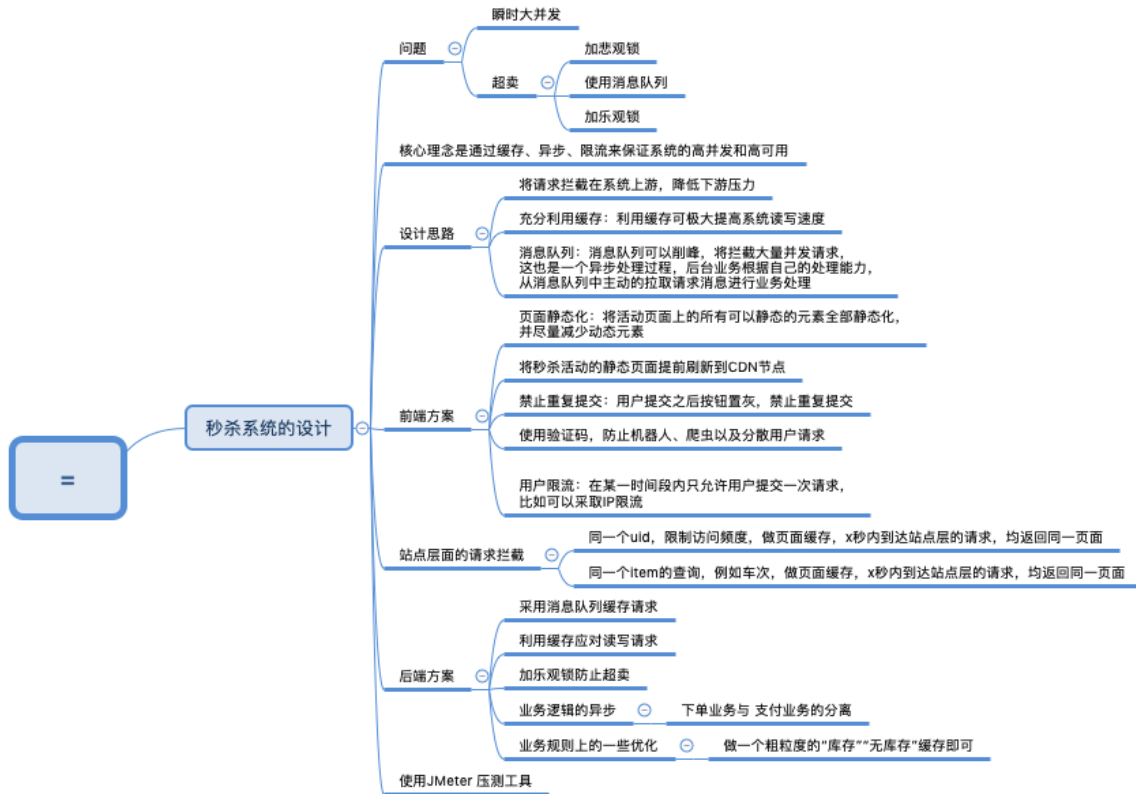 =
秒杀系统的设计
问题
瞬时大并发
超卖
加悲观锁
使用消息队列
加乐观锁
核心理念是通过缓存、异步、限流来保证系统的高并发和高可用
设计思路
将请求拦截在系统上游，降低下游压力
充分利用缓存：利用缓存可极大提高系统读写速度
消息队列：消息队列可以削峰，将拦截大量并发请求，
这也是一个异步处理过程，后台业务根据自己的处理能力，
从消息队列中主动的拉取请求消息进行业务处理
前端方案
页面静态化：将活动页面上的所有可以静态的元素全部静态化，
并尽量减少动态元素
将秒杀活动的静态页面提前刷新到CDN节点
禁止重复提交：用户提交之后按钮置灰，禁止重复提交
使用验证码，防止机器人、爬虫以及分散用户请求
用户限流：在某一时间段内只允许用户提交一次请求，
比如可以采取IP限流
站点层面的请求拦截
同一个uid，限制访问频度，做页面缓存，x秒内到达站点层的请求，均返回同一页面
同一个item的查询，例如车次，做页面缓存，x秒内到达站点层的请求，均返回同一页面
后端方案
采用消息队列缓存请求
利用缓存应对读写请求
加乐观锁防止超卖
业务逻辑的异步
下单业务与 支付业务的分离
业务规则上的一些优化
做一个粗粒度的“库存”“无库存”缓存即可
使用JMeter 压测工具